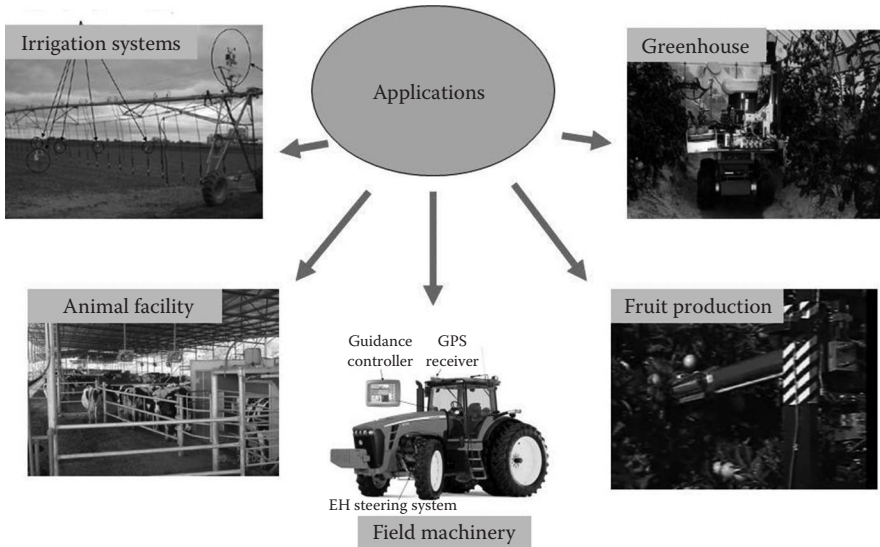 Irrigation systems
Applications
Greenhouse
Animal facility
Guidance
controller
GPS
receiver
EH steering system
Field machinery
Fruit production